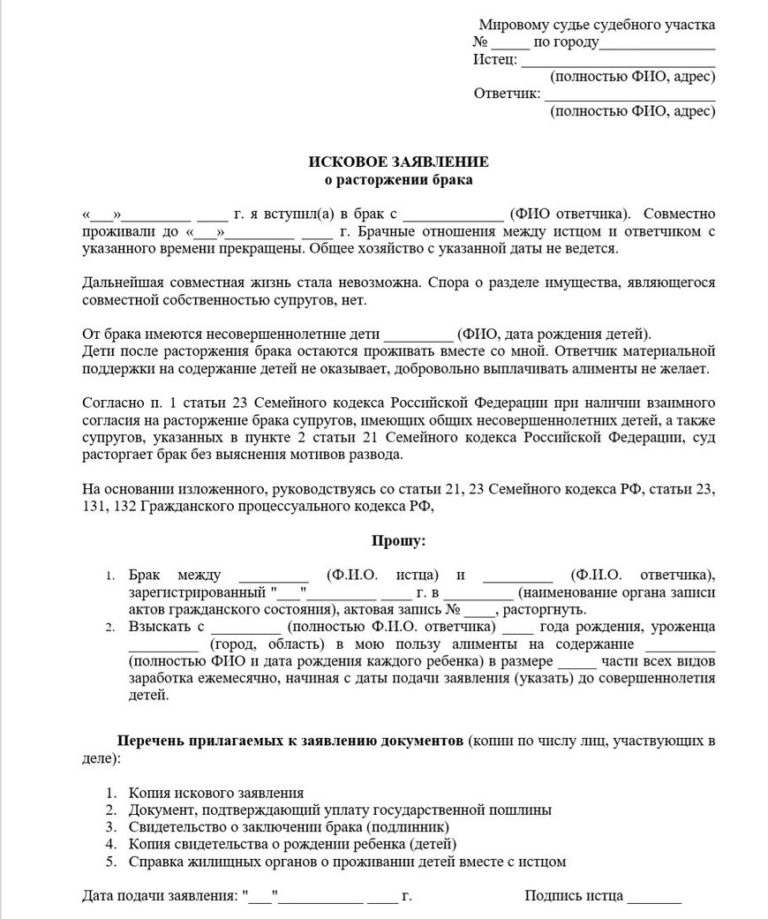 Мировому судье судебного участка
№ _____ по городу_______________
Истец: _________________________
(полностью ФИО, адрес)
Ответчик: ______________________
(полностью ФИО, адрес)
ИСКОВОЕ ЗАЯВЛЕНИЕ
о расторжении брака
«___»_________ ____ г. я вступил(а) в брак с _____________ (ФИО ответчика). Совместно
проживали до «___»_________ ____ г. Брачные отношения между истцом и ответчиком с
указанного времени прекращены. Общее хозяйство с указанной даты не ведется.
Дальнейшая совместная жизнь стала невозможна. Спора о разделе имущества, являющегося
совместной собственностью супругов, нет.
От брака имеются несовершеннолетние дети _________ (ФИО, дата рождения детей).
Дети после расторжения брака остаются проживать вместе со мной. Ответчик материальной
поддержки на содержание детей не оказывает, добровольно выплачивать алименты не желает.
Согласно п. 1 статьи 23 Семейного кодекса Российской Федерации при наличии взаимного
согласия на расторжение брака супругов, имеющих общих несовершеннолетних детей, а также
супругов, указанных в пункте 2 статьи 21 Семейного кодекса Российской Федерации, суд
расторгает брак без выяснения мотивов развода.
На основании изложенного, руководствуясь со статьи 21, 23 Семейного кодекса РФ, статьи 23,
131, 132 Гражданского процессуального кодекса РФ,
Прошу:
1. Брак между _________ (Ф.И.О. истца) и _________ (Ф.И.О. ответчика),
зарегистрированный "___"_________ ____ г. в _________ (наименование органа записи
актов гражданского состояния), актовая запись № ____, расторгнуть.
2. Взыскать с _________ (полностью Ф.И.О. ответчика) ____ года рождения, уроженца
_________ (город, область) в мою пользу алименты на содержание _________
(полностью ФИО и дата рождения каждого ребенка) в размере _____ части всех видов
заработка ежемесячно, начиная с даты подачи заявления (указать) до совершеннолетия
детей.
Перечень прилагаемых к заявлению документов (копии по числу лиц, участвующих в
деле):
1. Копия искового заявления
2. Документ, подтверждающий уплату государственной пошлины
3. Свидетельство о заключении брака (подлинник)
4. Копия свидетельства о рождении ребенка (детей)
5. Справка жилищных органов о проживании детей вместе с истцом
Дата подачи заявления: "___"___________ ____ г. Подпись истца _______